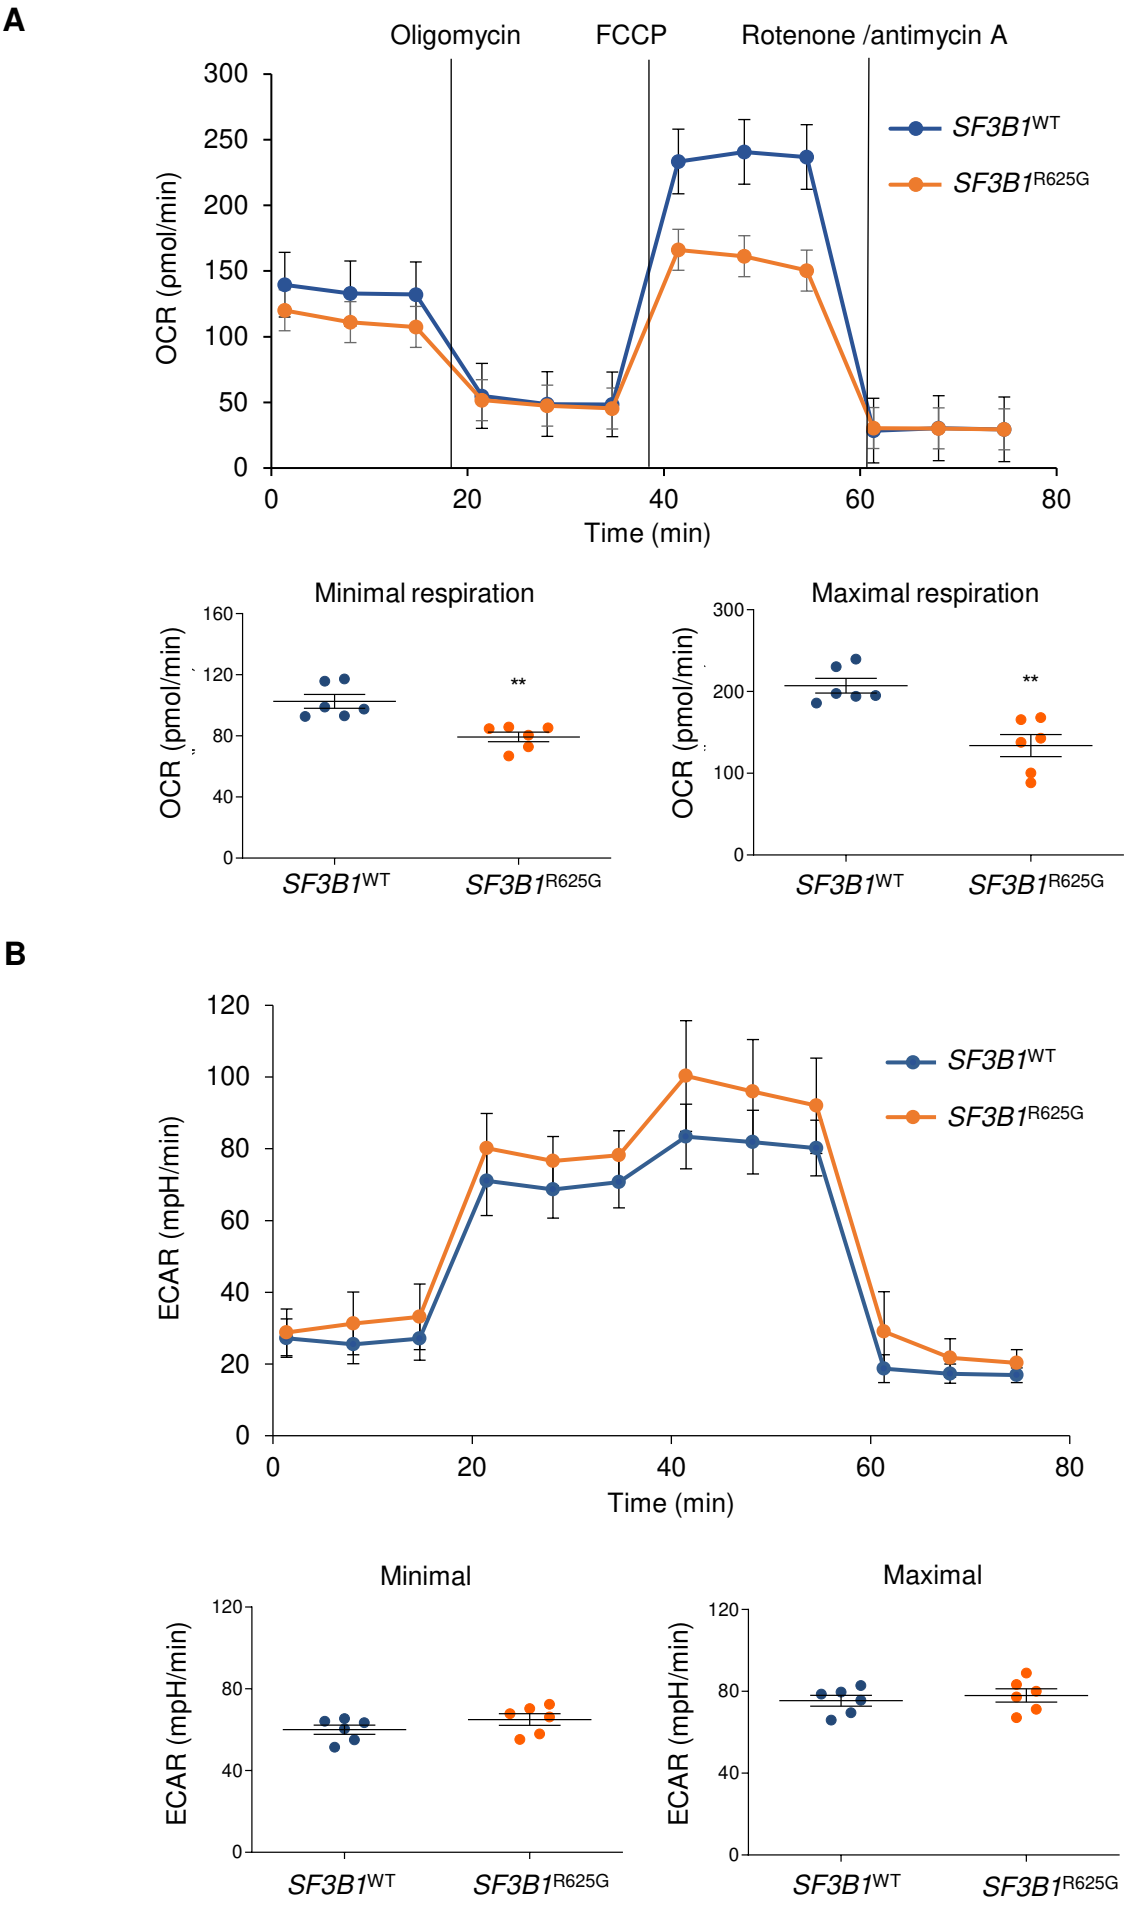 A
Oligomycin FCCP Rotenone /antimycin A
300
250
200
150
100
50
0
OCR (pmol/min)
SF3B1WT
SF3B1R625G
0 20 40 60 80
Time (min)
Minimal respiration
160
120
80
40
0
OCR (pmol/min)
**
SF3B1WT SF3B1R625G
Maximal respiration
300
200
100
0
OCR (pmol/min)
**
SF3B1WT SF3B1R625G
B
120
100
80
60
40
20
0
ECAR (mpH/min)
SF3B1WT
SF3B1R625G
0 20 40 60 80
Time (min)
Minimal
120
80
40
0
ECAR (mpH/min)
SF3B1WT SF3B1R625G
Maximal
120
80
40
0
ECAR (mpH/min)
SF3B1WT SF3B1R625G